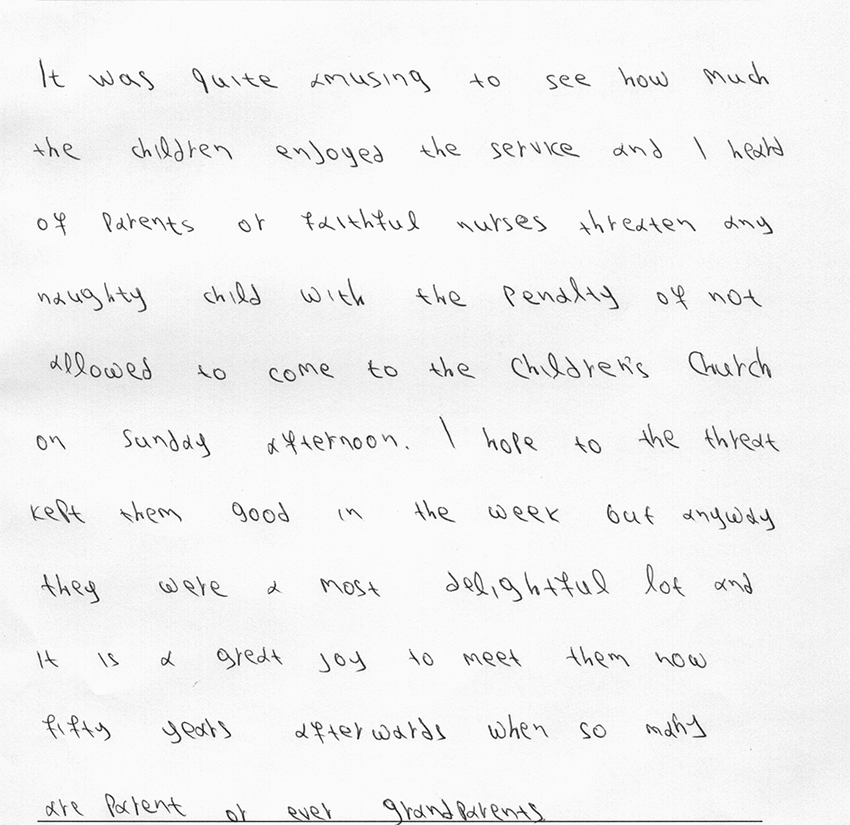 It was quite amusing to see how much
the children enjoyed the service and I heard
of parents or faithful nurses threaten any
naughty child with the penalty of not
allowed to come to the Children's Church
on Sunday afternoon. I hope to the threat
kept them good in the week but anyway
they were a most delightful lot and
it is a great joy to meet them now
fifty years afterwards when so many
are parent or ever grandparents